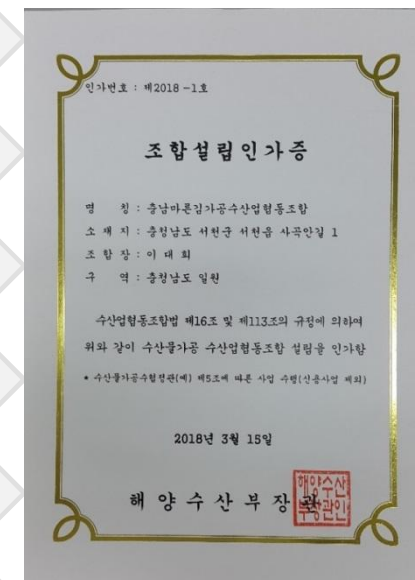 인가번호 : 제2018-1호
조합설립인가증
명 칭 : 충남마른김가공수산업협동조합
소 재 지 : 충청남도 서천군 서천읍 사곡안길 1
조 합 장 : 이 대 희
구 역 : 충청남도 일원
수산업협동조합법 제16조 및 제113조의 규정에 의하여
위와 같이 수산물가공 수산업협동조합 설립을 인가함
* 수산물가공수협정관(예) 제5조에 따른 사업 수행(신용사업 제외)
2018년 3월 15일
해 양 수 산 부 장 관
해양수산
부장관인